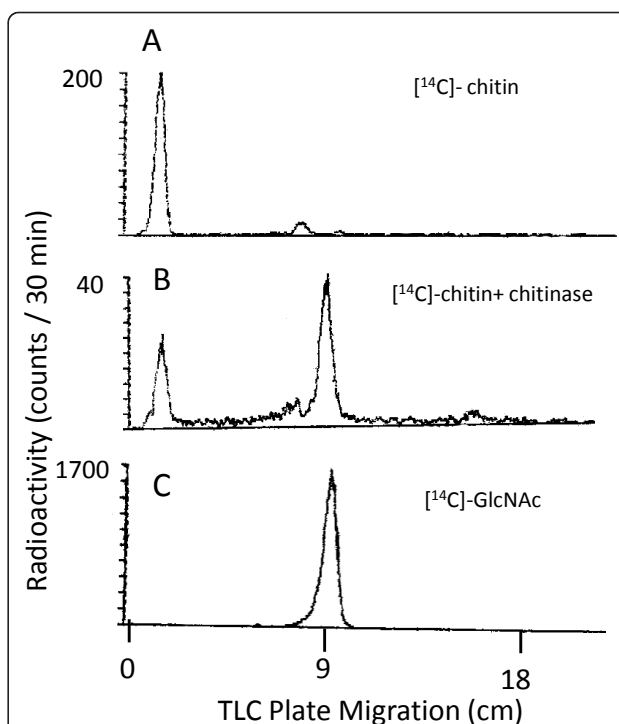 A
200
[¹⁴C]- chitin
B
40
[¹⁴C]-chitin+ chitinase
C
1700
[¹⁴C]-GlcNAc
Radioactivity (counts / 30 min)
0 9 18
TLC Plate Migration (cm)